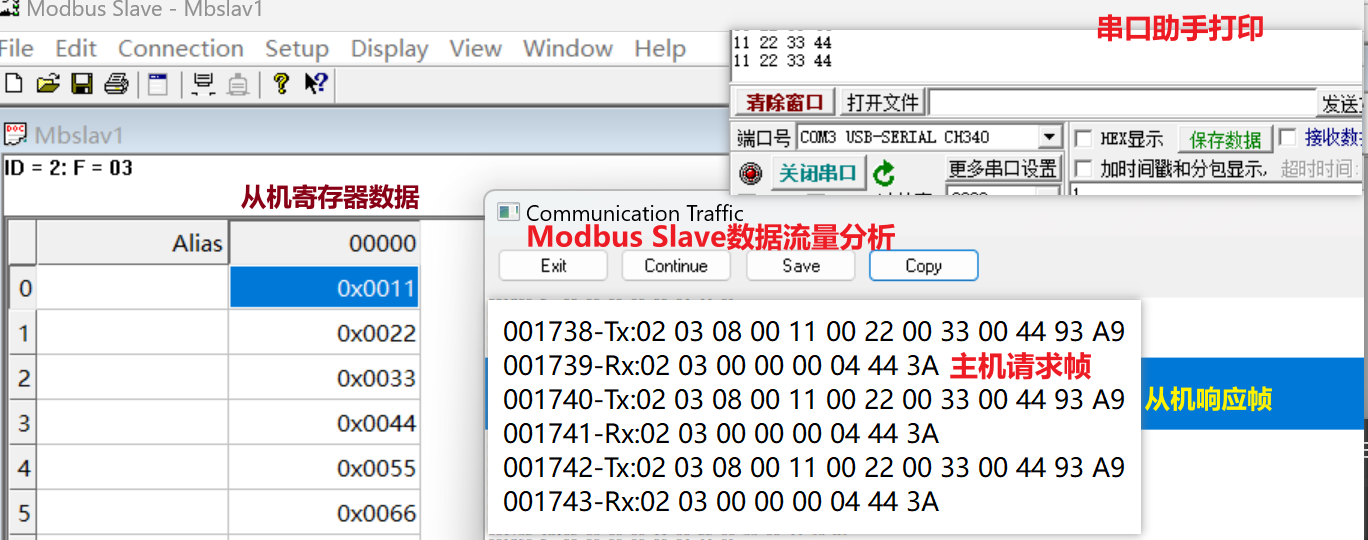 Modbus Slave - Mbslav1
File Edit Connection Setup Display View Window Help
Mbslav1
ID = 2: F = 03
从机寄存器数据
Alias 00000
0 0x0011
1 0x0022
2 0x0033
3 0x0044
4 0x0055
5 0x0066
串口助手打印
11 22 33 44
11 22 33 44
清除窗口 打开文件
端口号 COM3 USB-SERIAL CH340 HEX显示 保存数据
关闭串口 更多串口设置 加时间戳和分包显示, 超时时间:
Communication Traffic
Modbus Slave数据流量分析
Exit Continue Save Copy
001738-Tx:02 03 08 00 11 00 22 00 33 00 44 93 A9
001739-Rx:02 03 00 00 00 04 44 3A 主机请求帧
001740-Tx:02 03 08 00 11 00 22 00 33 00 44 93 A9 从机响应帧
001741-Rx:02 03 00 00 00 04 44 3A
001742-Tx:02 03 08 00 11 00 22 00 33 00 44 93 A9
001743-Rx:02 03 00 00 00 04 44 3A